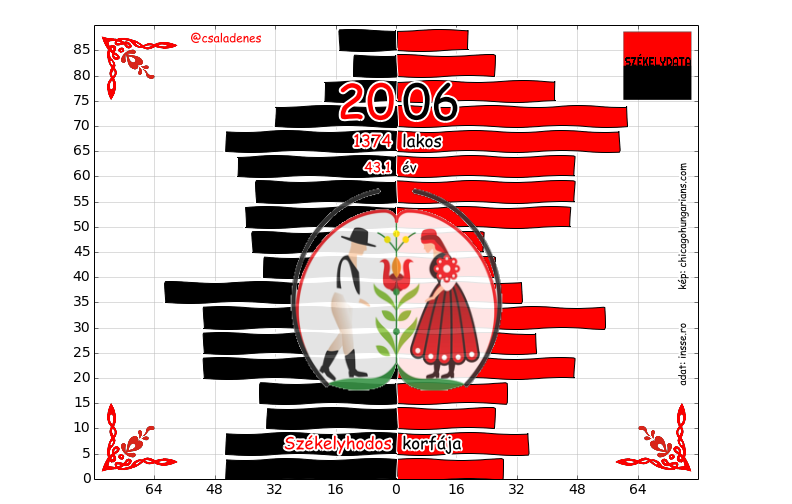 @csaladenes
SZÉKELYDATA
2006
1374 lakos
43.1 év
kép: chicagohungarians.com
adat: insse.ro
Székelyhodos korfája
85
80
75
70
65
60
55
50
45
40
35
30
25
20
15
10
5
0
64 48 32 16 0 16 32 48 64